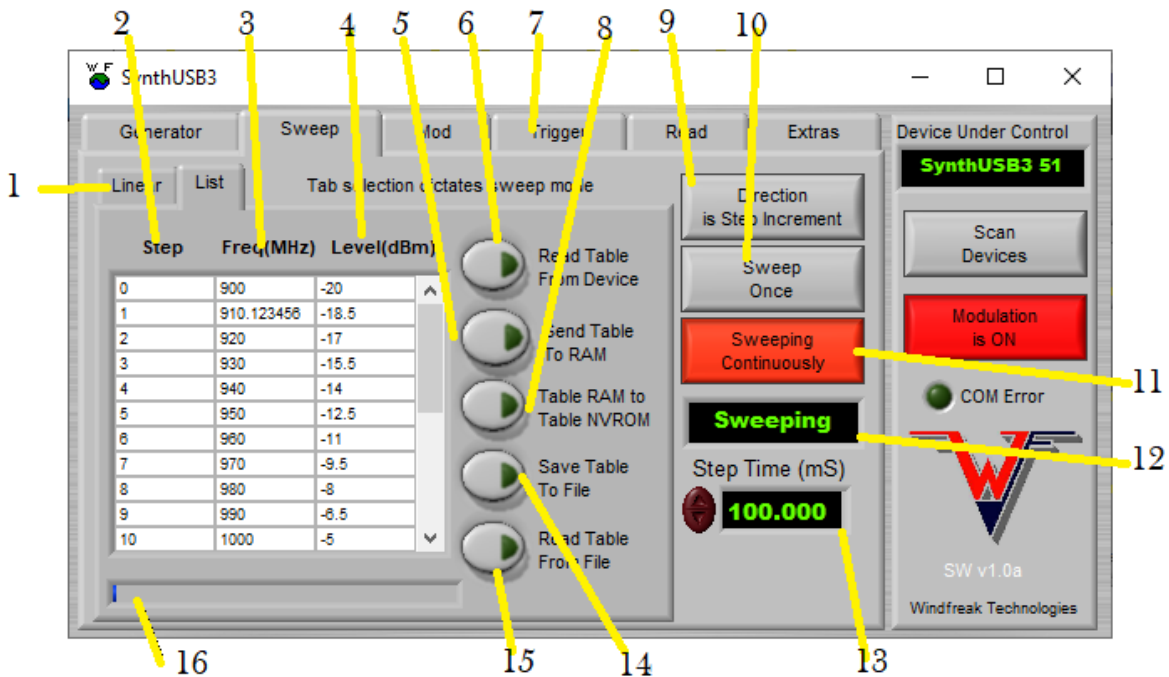 2 3 4 5 6 7 8 9 10
W F
SynthUSB3
Generator Sweep Mod Trigger Read Extras
Device Under Control
SynthUSB3 51
1
Linear List Tab selection dictates sweep mode
Direction
is Step Increment
Scan
Devices
Step Freq(MHz) Level(dBm)
Read Table
From Device
Sweep
Once
0 900 -20
1 910.123456 -18.5
2 920 -17
3 930 -15.5
4 940 -14
5 950 -12.5
6 960 -11
7 970 -9.5
8 980 -8
9 990 -6.5
10 1000 -5
Send Table
To RAM
Table RAM to
Table NVROM
Save Table
To File
Read Table
From File
Sweeping
Continuously
Modulation
is ON
11
COM Error
Sweeping
12
Step Time (mS)
100.000
W F
SW v1.0a
Windfreak Technologies
16 15 14 13